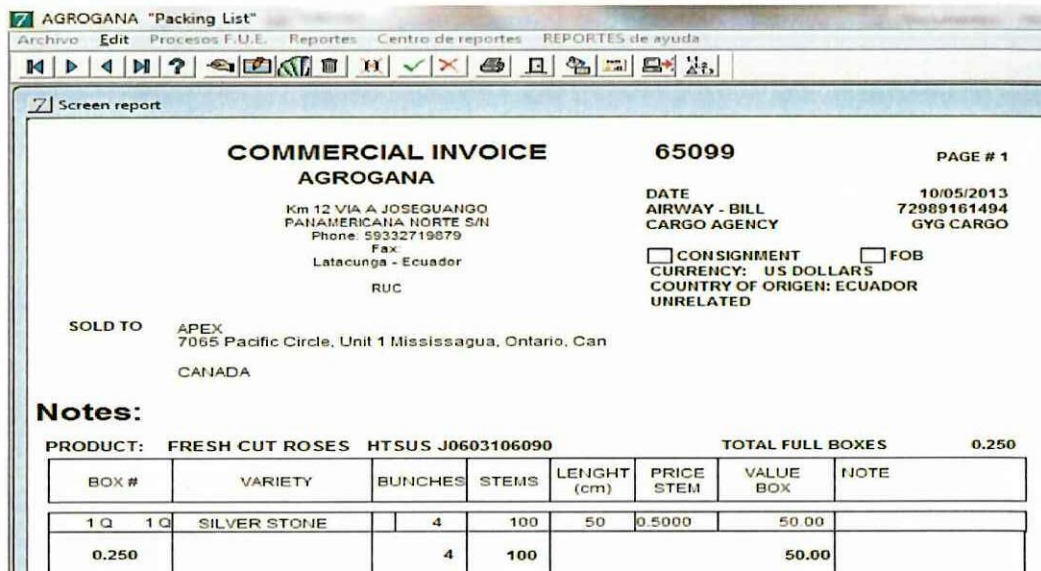 AGROGANA "Packing List"
Archivo Edit Procesos F.U.E. Reportes Centro de reportes REPORTES de ayuda
Screen report
COMMERCIAL INVOICE 65099 PAGE # 1
AGROGANA
Km 12 VIA A JOSEGUANGO
PANAMERICANA NORTE S/N
Phone: 59332719879
Fax:
Latacunga - Ecuador
RUC
DATE 10/05/2013
AIRWAY - BILL 72989161494
CARGO AGENCY GYG CARGO
CONSIGNMENT FOB
CURRENCY: US DOLLARS
COUNTRY OF ORIGEN: ECUADOR
UNRELATED
SOLD TO APEX
7065 Pacific Circle, Unit 1 Mississagua, Ontario, Can
CANADA
Notes:
PRODUCT: FRESH CUT ROSES HTSUS J0603106090 TOTAL FULL BOXES 0.250
BOX # VARIETY BUNCHES STEMS LENGHT (cm) PRICE STEM VALUE BOX NOTE
1 Q 1 Q SILVER STONE 4 100 50 0.5000 50.00
0.250 4 100 50.00